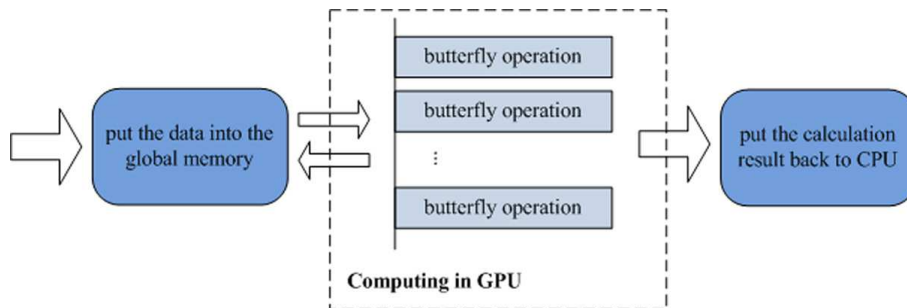 put the data into the
global memory
butterfly operation
butterfly operation
⋮
butterfly operation
Computing in GPU
put the calculation
result back to CPU